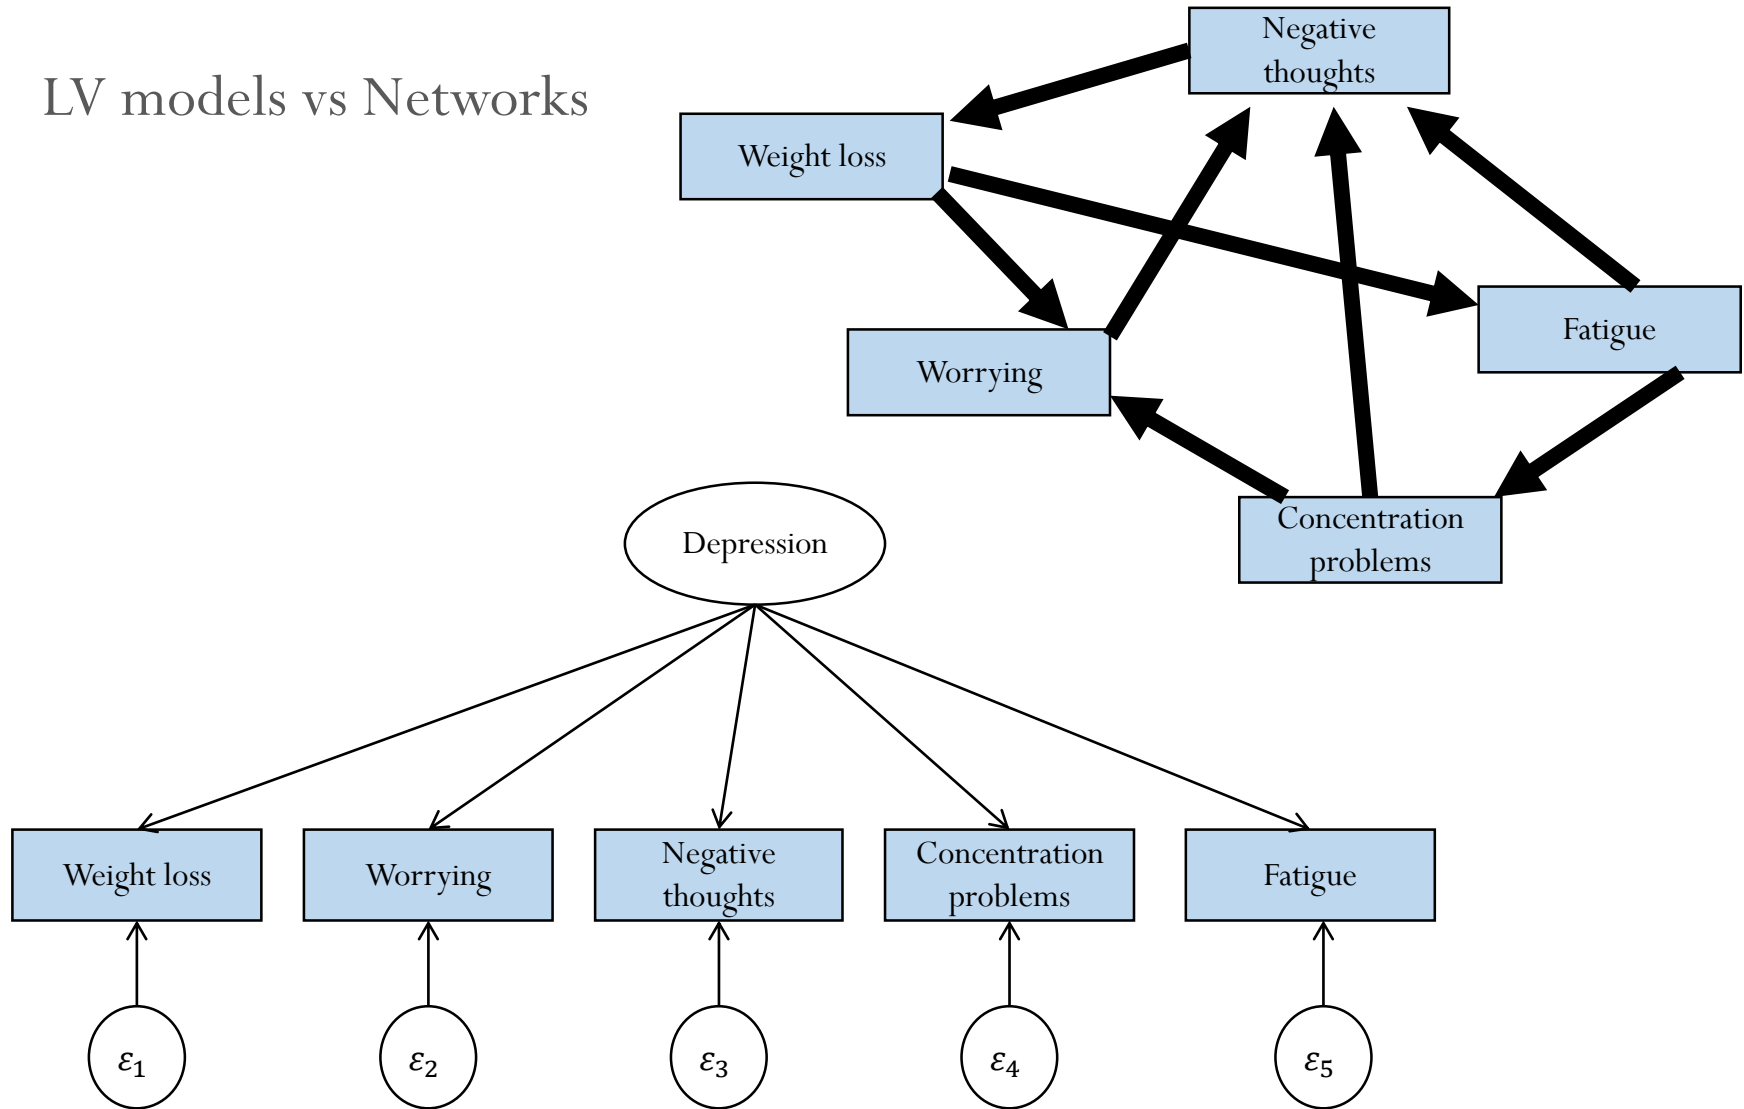 LV models vs Networks
Negative
thoughts
Weight loss
Worrying
Fatigue
Concentration
problems
Depression
Weight loss
Worrying
Negative
thoughts
Concentration
problems
Fatigue
ε₁
ε₂
ε₃
ε₄
ε₅